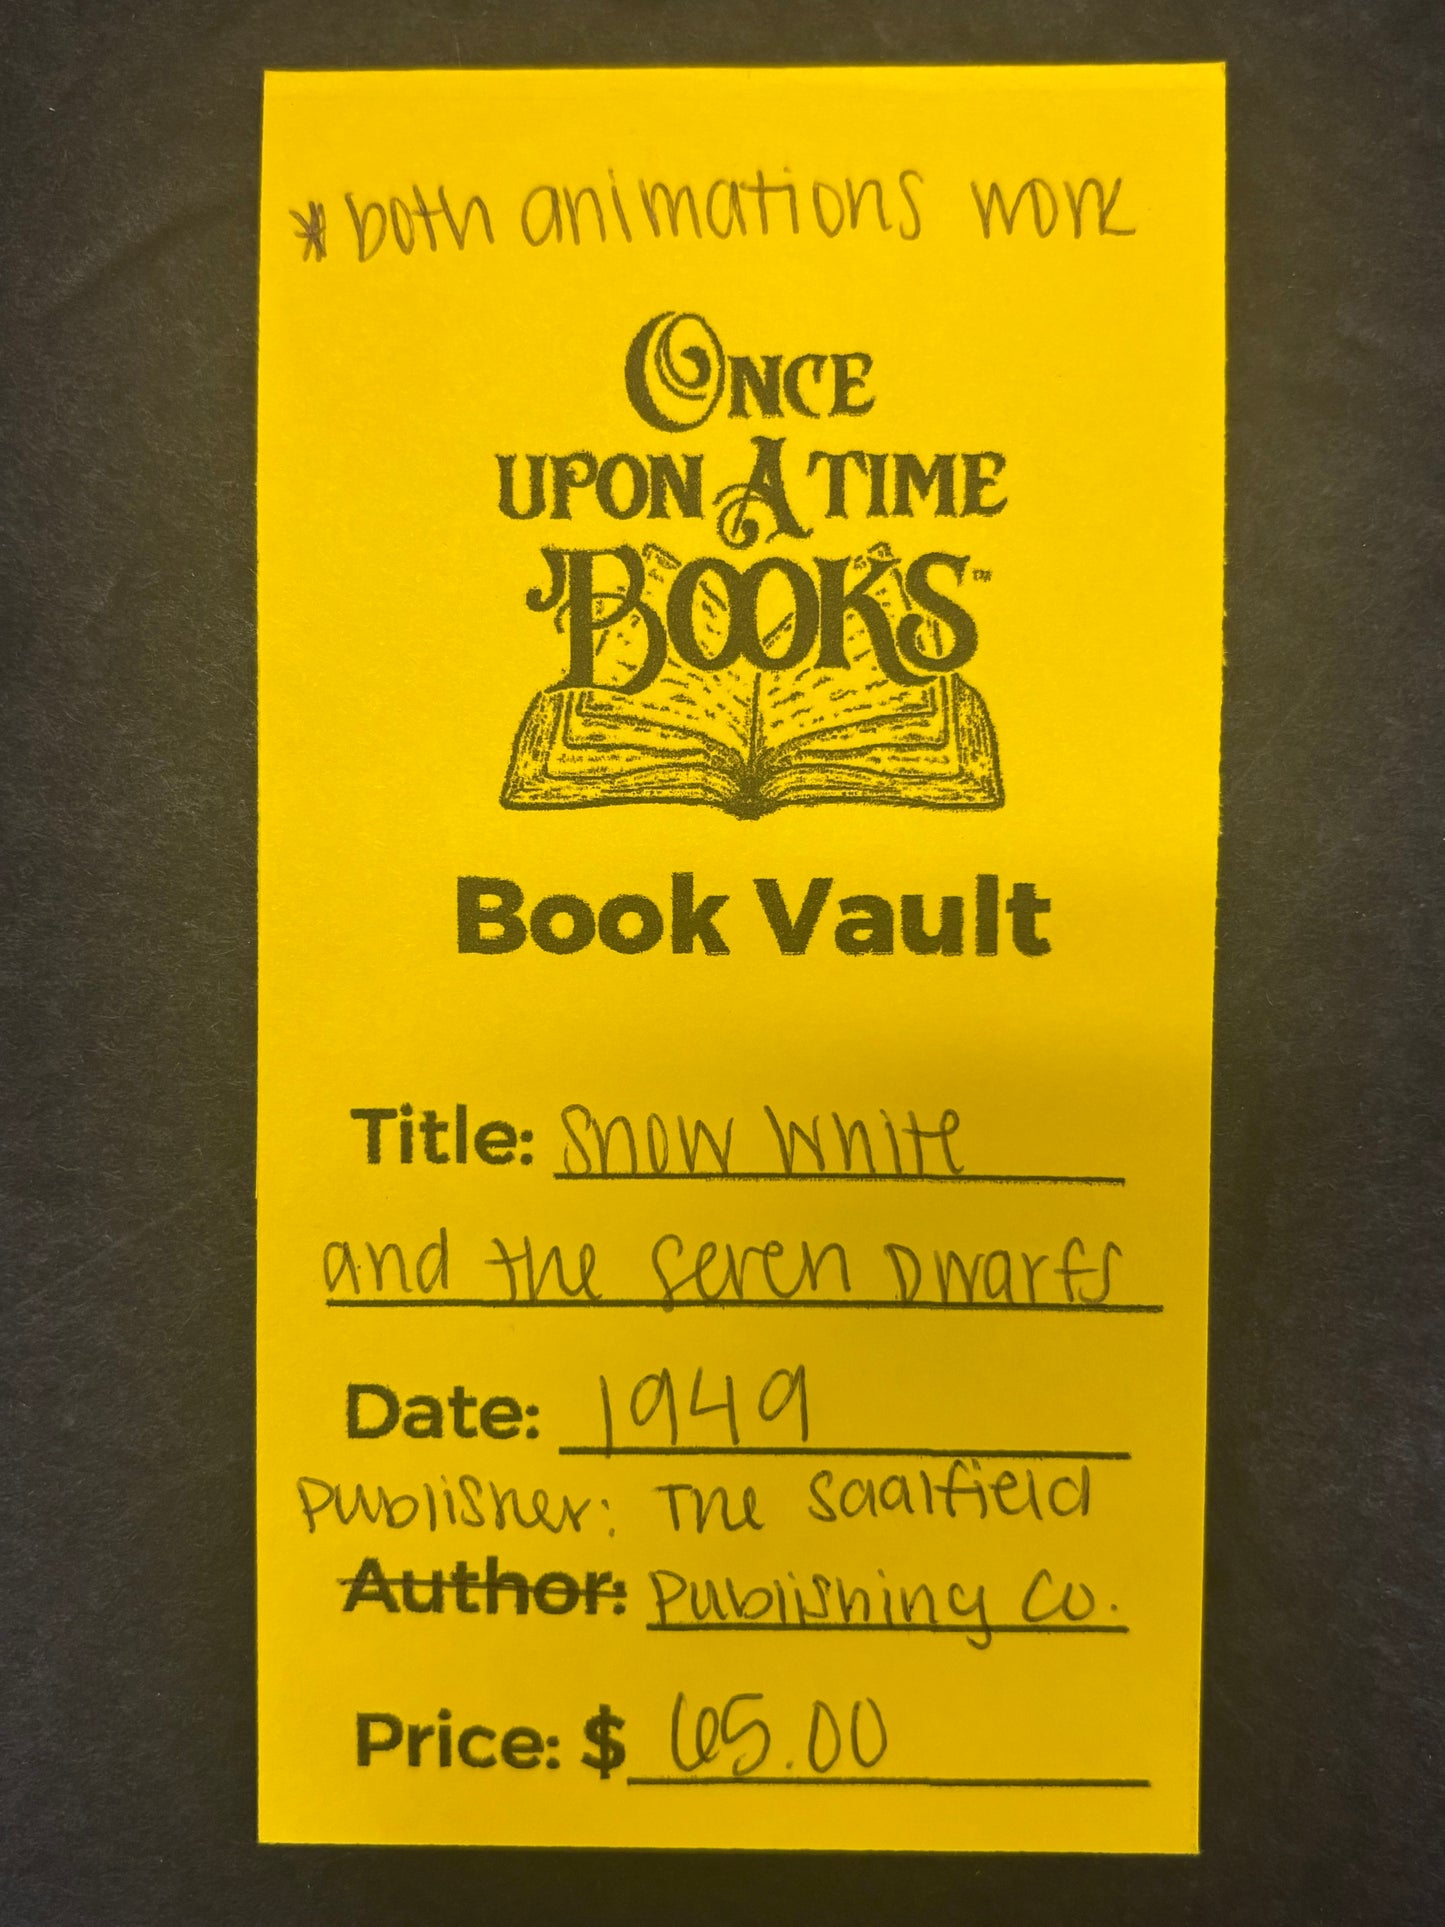 * both animations work
ONCE
UPON A TIME
BOOKS™
Book Vault
Title: Snow White
and the Seven Dwarfs
Date: 1949
Publisher: The Saalfield
Author: Publishing Co.
Price: $ 65.00